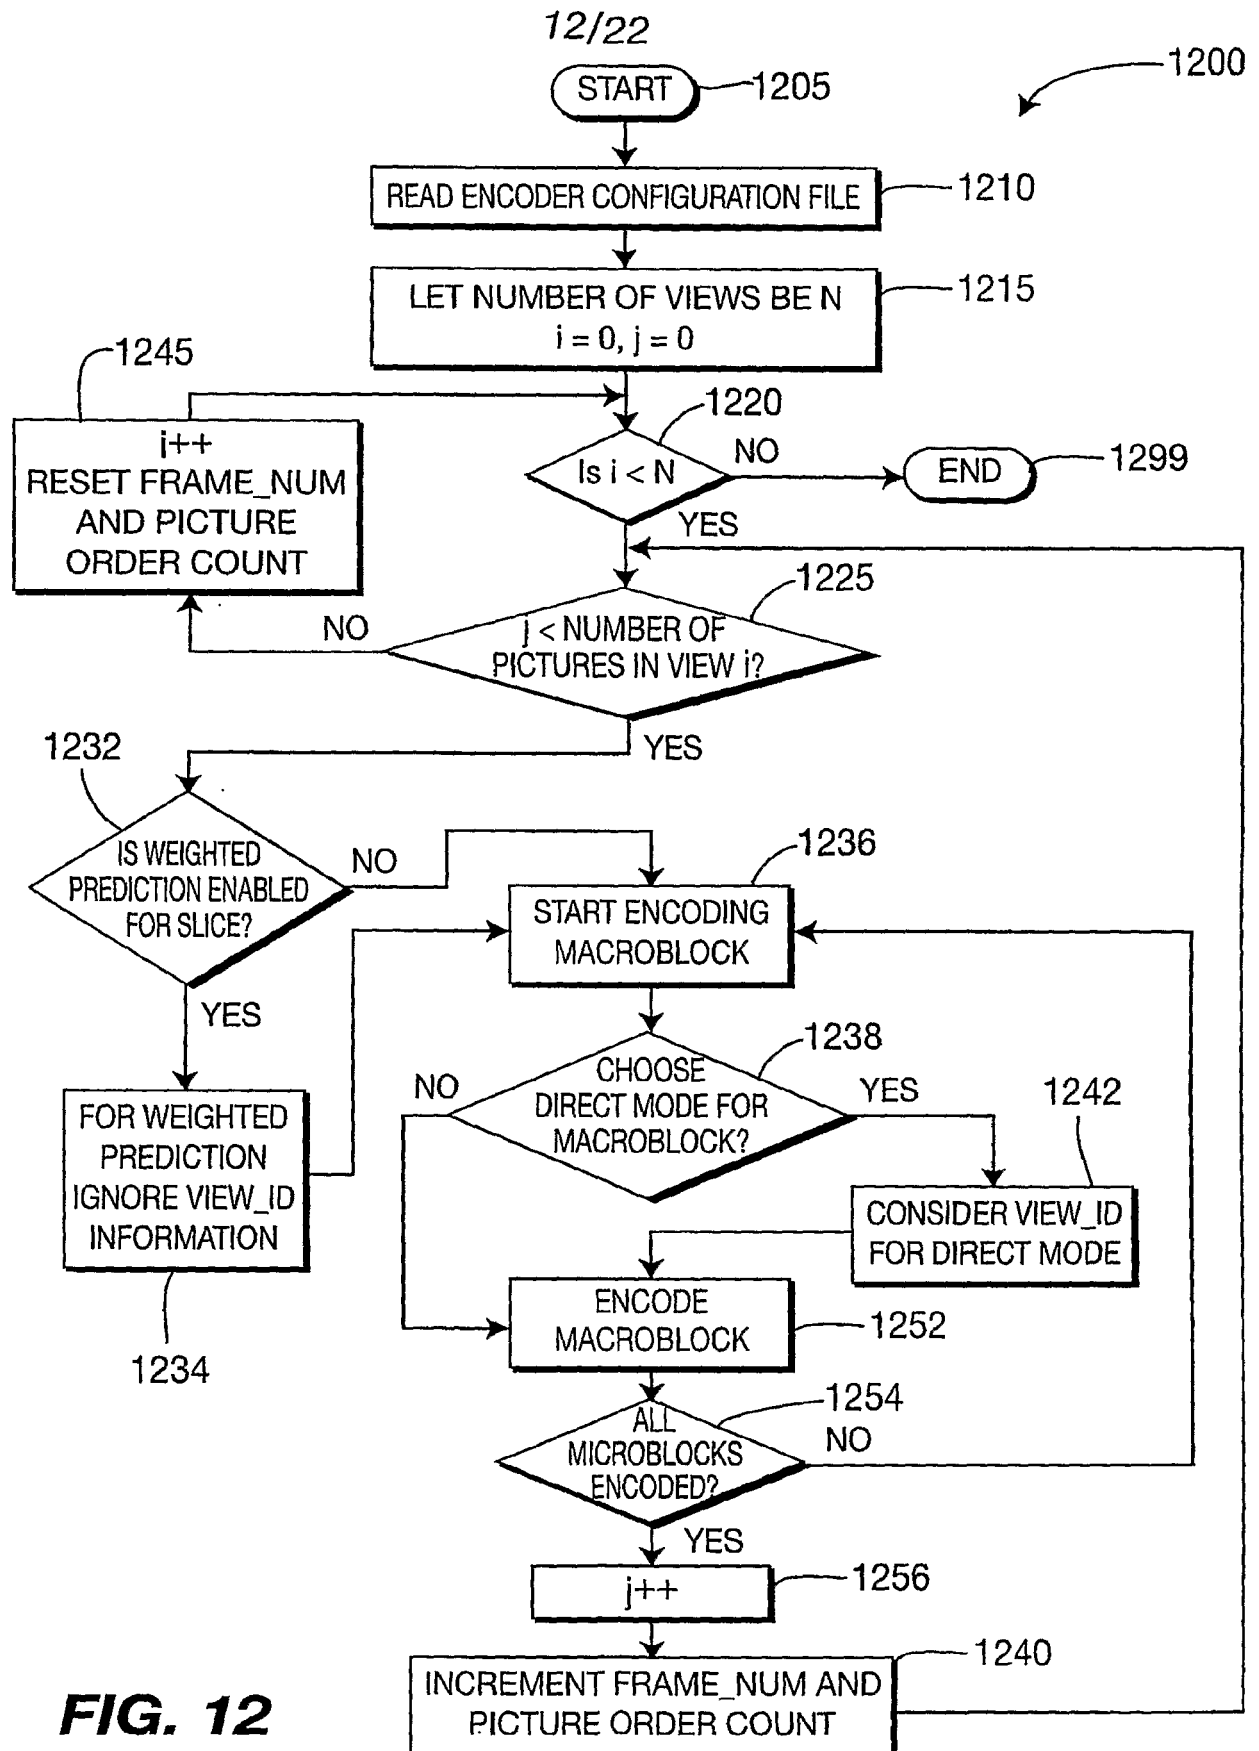 12/22
START
1205
1200
READ ENCODER CONFIGURATION FILE
1210
LET NUMBER OF VIEWS BE N
i = 0, j = 0
1215
1245
i++
RESET FRAME_NUM
AND PICTURE
ORDER COUNT
1220
Is i < N
NO
END
1299
YES
1225
j < NUMBER OF
PICTURES IN VIEW i?
NO
YES
1232
IS WEIGHTED
PREDICTION ENABLED
FOR SLICE?
NO
YES
1236
START ENCODING
MACROBLOCK
1238
CHOOSE
DIRECT MODE FOR
MACROBLOCK?
NO
YES
1242
FOR WEIGHTED
PREDICTION
IGNORE VIEW_ID
INFORMATION
1234
CONSIDER VIEW_ID
FOR DIRECT MODE
ENCODE
MACROBLOCK
1252
1254
ALL
MICROBLOCKS
ENCODED?
NO
YES
j++
1256
1240
INCREMENT FRAME_NUM AND
PICTURE ORDER COUNT
FIG. 12